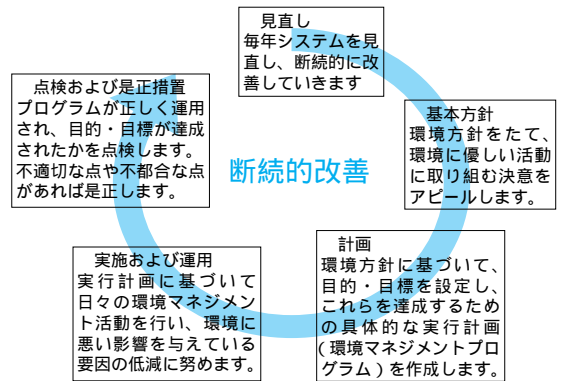 見直し
毎年システムを見
直し、断続的に改
善していきます
基本方針
環境方針をたて、
環境に優しい活動
に取り組む決意を
アピールします。
計画
環境方針に基づいて、
目的・目標を設定し、
これらを達成するため
の具体的な実行計画
(環境マネジメントプロ
グラム)を作成します。
実施および運用
実行計画に基づいて
日々の環境マネジメン
ト活動を行い、環境に
悪い影響を与えている
要因の低減に努めます。
点検および是正措置
プログラムが正しく運用
され、目的・目標が達成
されたかを点検します。
不適切な点や不都合な点
があれば是正します。
断続的改善